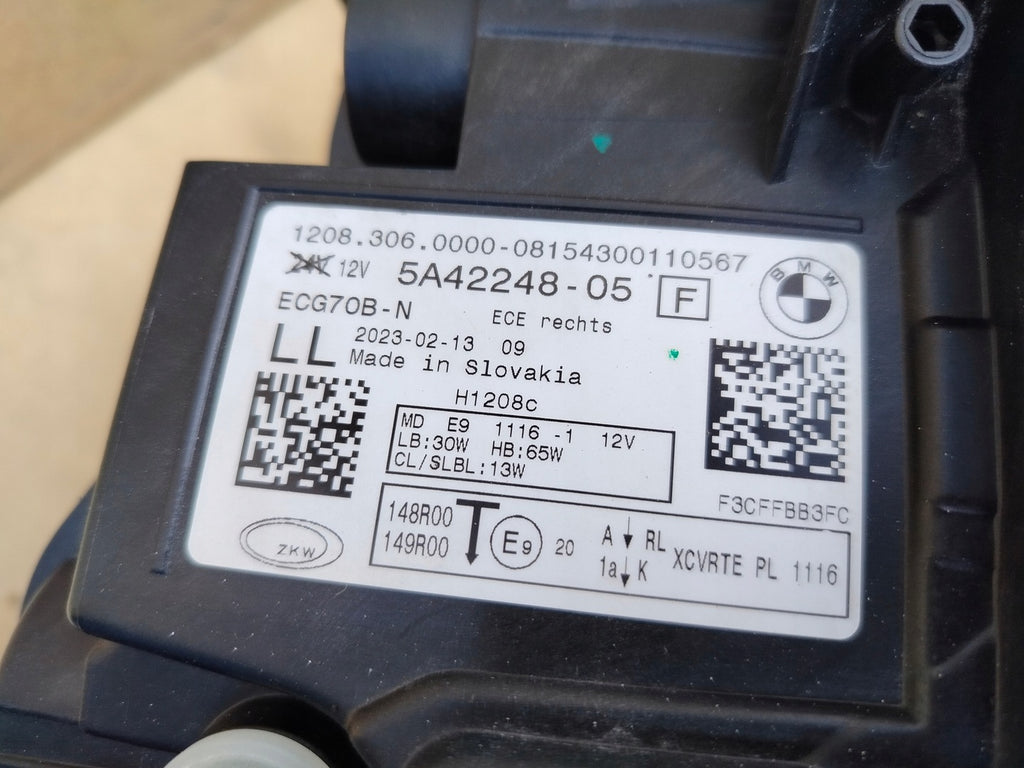 1208.306.0000-08154300110567
24V 12V 5A42248-05 F
BMW
ECG70B-N ECE rechts
LL 2023-02-13 09
Made in Slovakia
H1208c
MD E9 1116 -1 12V
LB:30W HB:65W
CL/SLBL:13W
F3CFFBB3FC
ZKW
148R00
149R00
E9 20
A RL
1a K
XCVRTE PL 1116